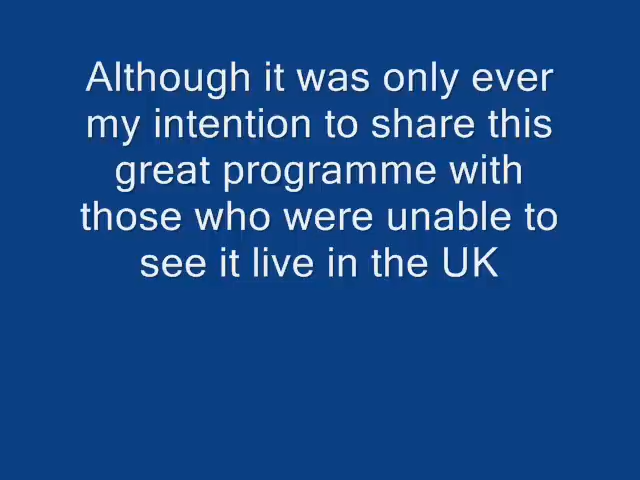 Although it was only ever
my intention to share this
great programme with
those who were unable to
see it live in the UK